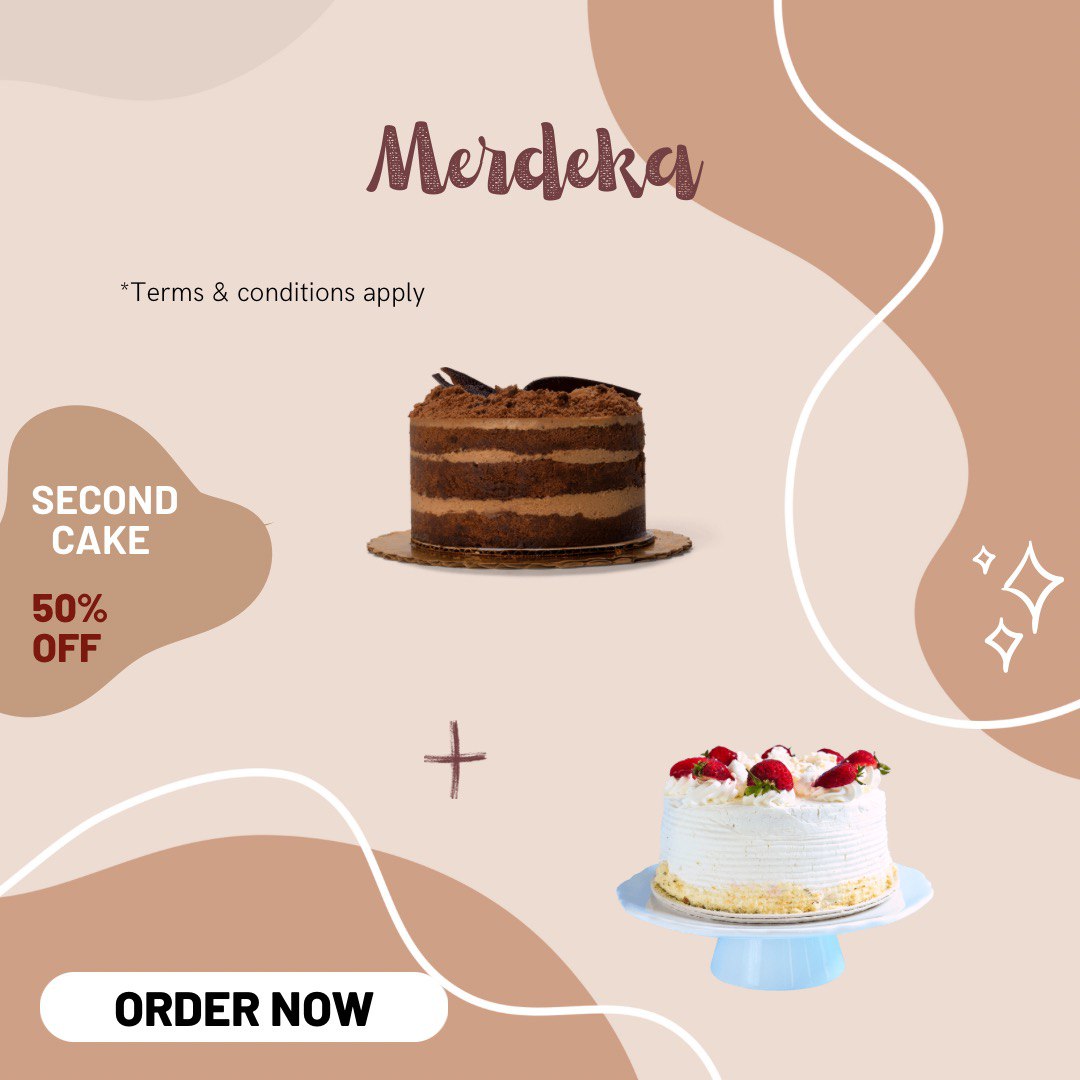 Merdeka
*Terms & conditions apply
SECOND
CAKE
50%
OFF
+
ORDER NOW